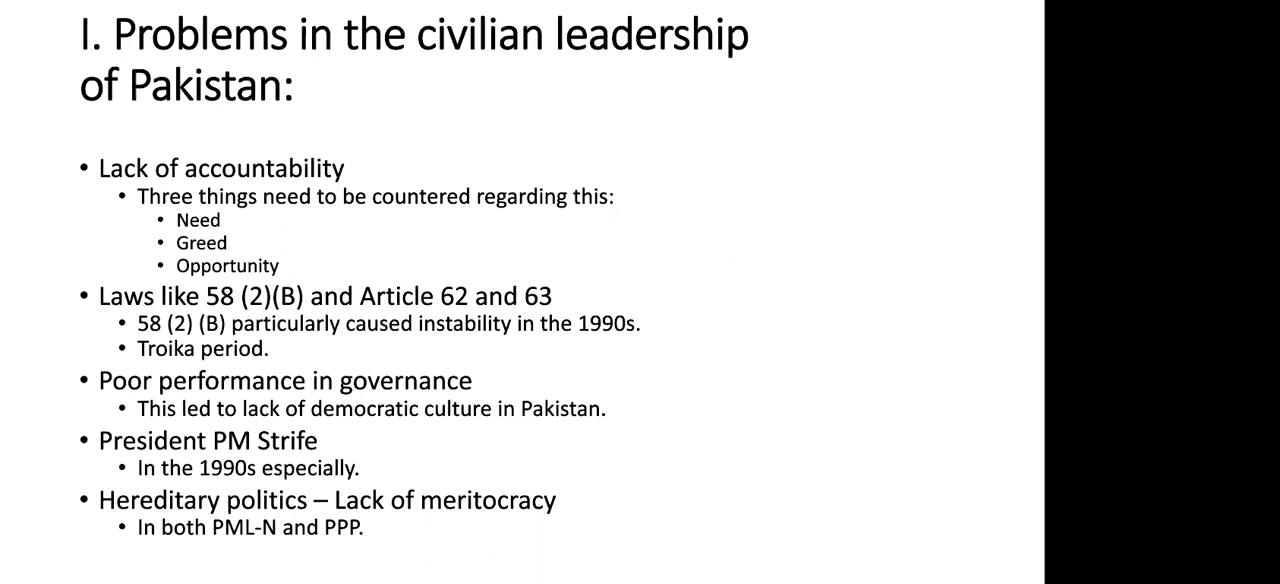 I. Problems in the civilian leadership
of Pakistan:
• Lack of accountability
• Three things need to be countered regarding this:
• Need
• Greed
• Opportunity
• Laws like 58 (2)(B) and Article 62 and 63
• 58 (2) (B) particularly caused instability in the 1990s.
• Troika period.
• Poor performance in governance
• This led to lack of democratic culture in Pakistan.
• President PM Strife
• In the 1990s especially.
• Hereditary politics – Lack of meritocracy
• In both PML-N and PPP.